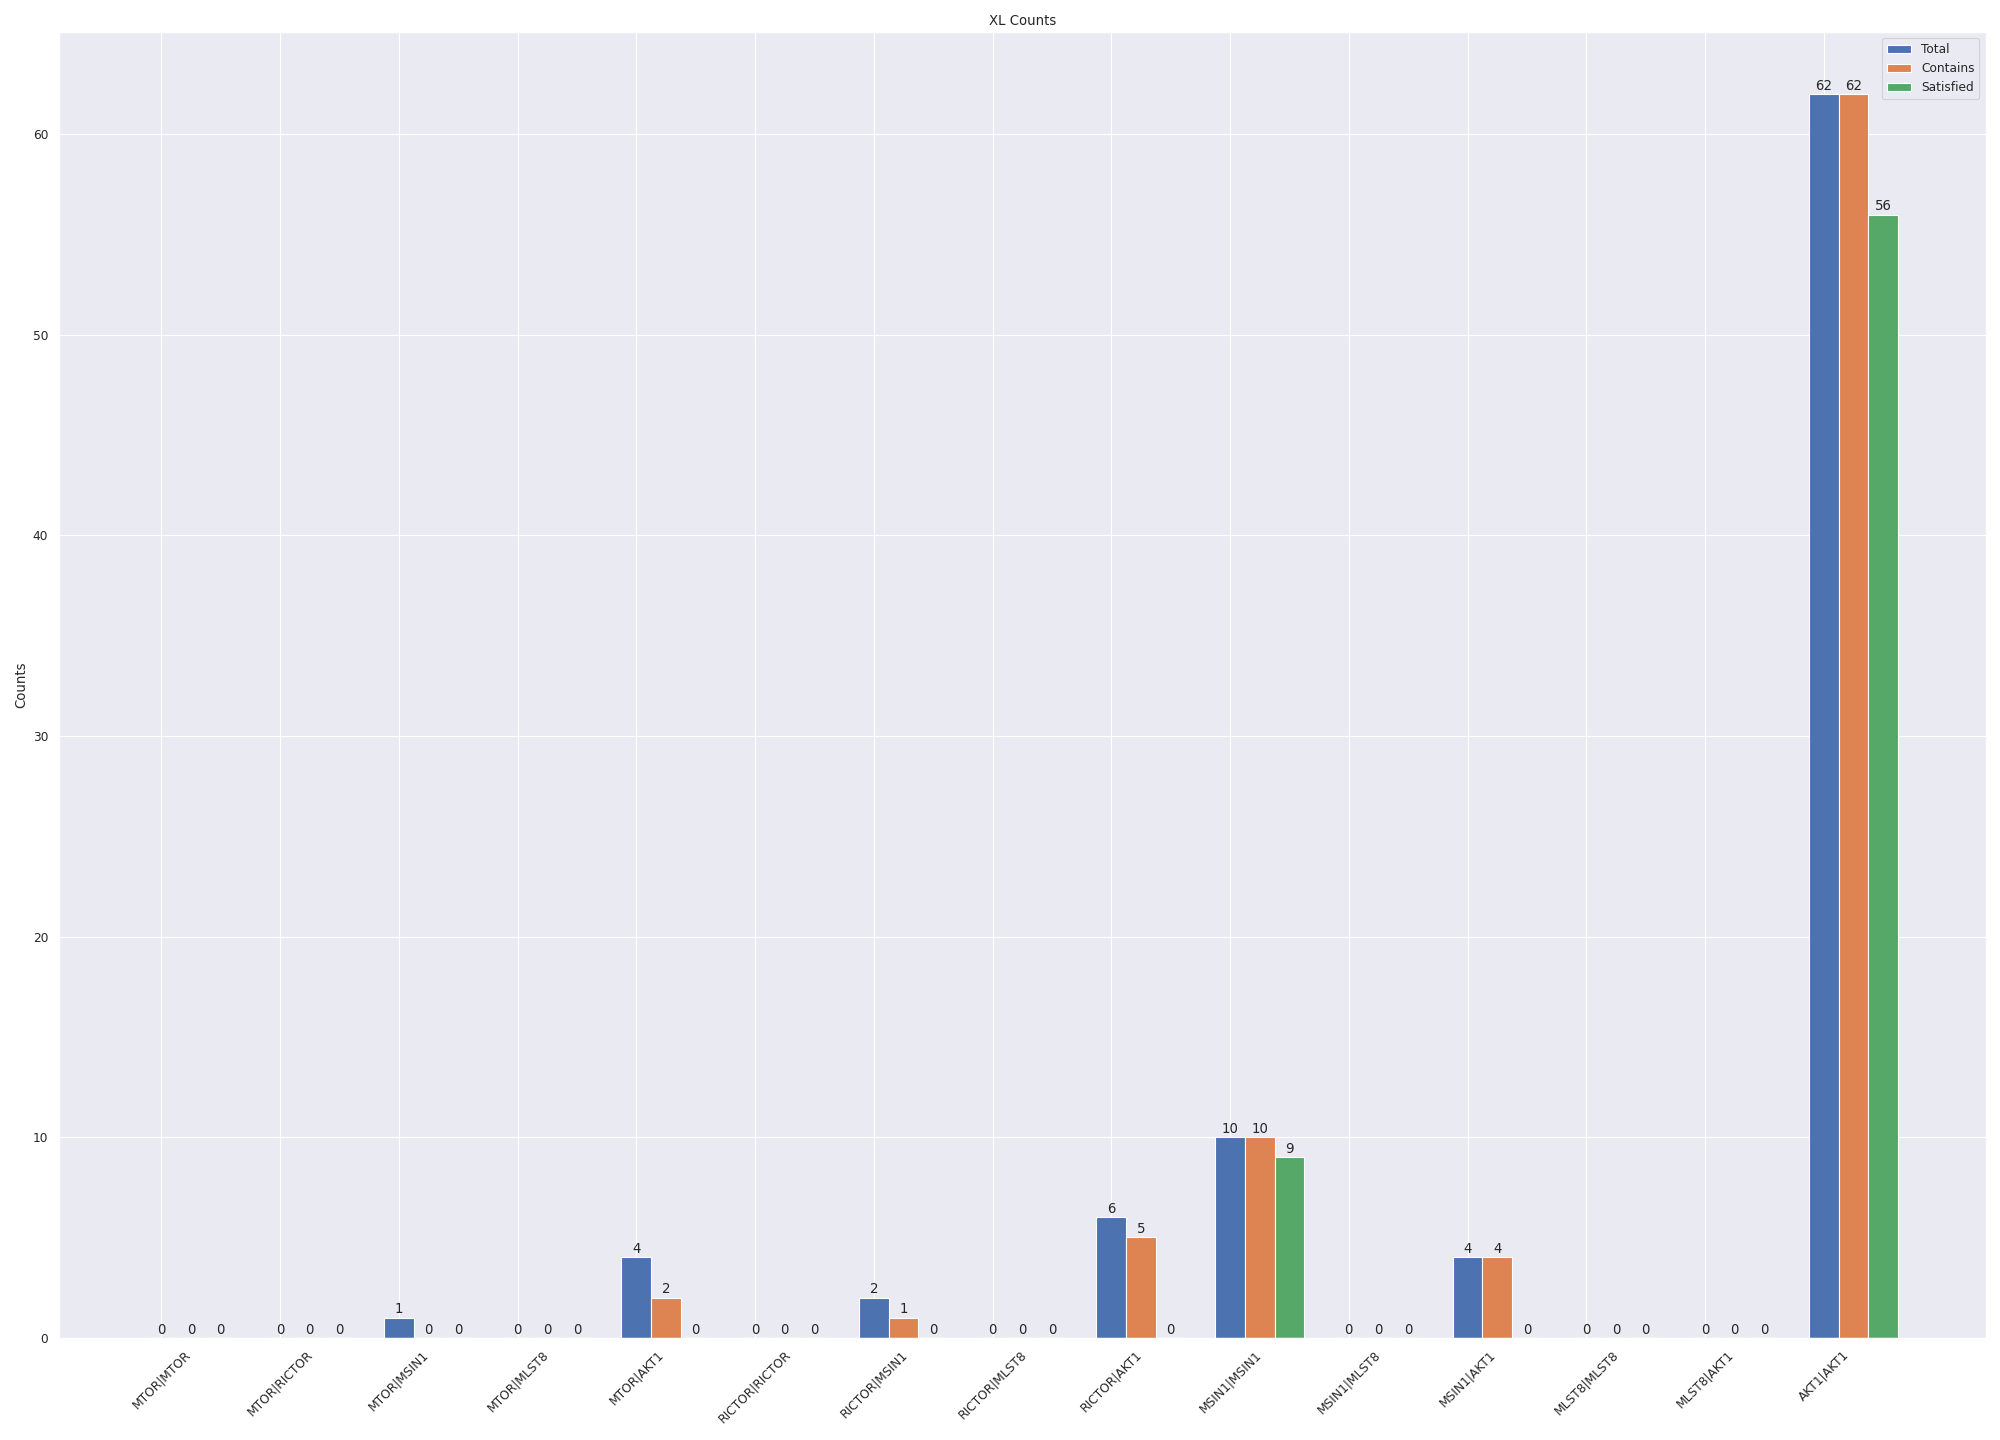 XL Counts
Total
Contains
Satisfied
62 62
60
56
50
40
Counts
30
20
10
10 10
9
6
5
4
2
4 4
2
1
1
0
0 0 0
0 0 0
0 0
0 0 0
0
0 0 0
0
0 0 0
0
0 0 0
0
0 0 0
0 0 0
MTOR|MTOR
MTOR|RICTOR
MTOR|MSIN1
MTOR|MLST8
MTOR|AKT1
RICTOR|RICTOR
RICTOR|MSIN1
RICTOR|MLST8
RICTOR|AKT1
MSIN1|MSIN1
MSIN1|MLST8
MSIN1|AKT1
MLST8|MLST8
MLST8|AKT1
AKT1|AKT1